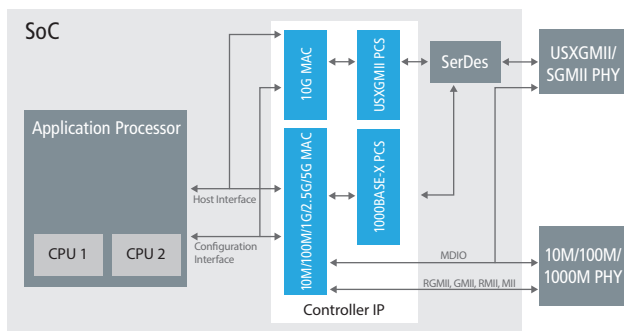 SoC
Application Processor
CPU 1
CPU 2
Host Interface
Configuration
Interface
10G MAC
USXGMII PCS
10M/100M/1G/2.5G/5G MAC
1000BASE-X PCS
Controller IP
SerDes
USXGMII/
SGMII PHY
MDIO
RGMII, GMII, RMII, MII
10M/100M/
1000M PHY